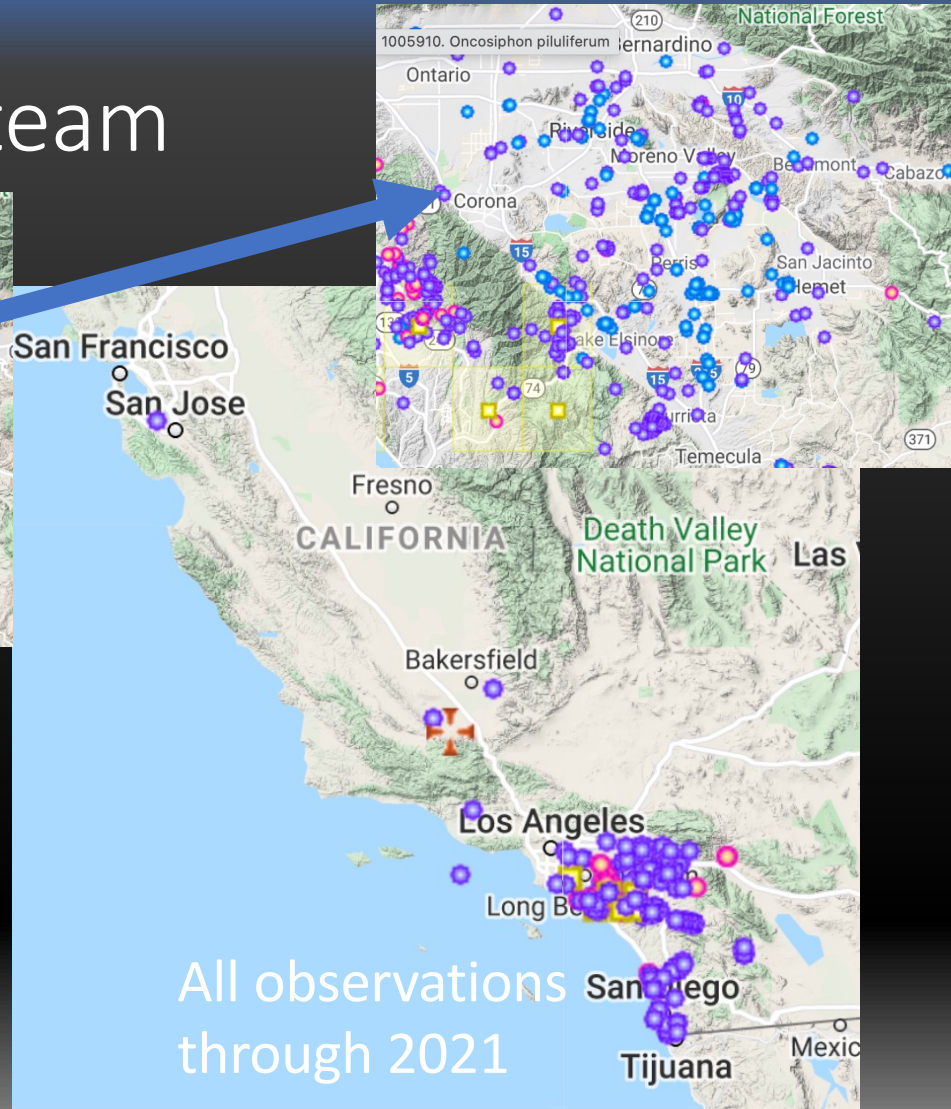 eam
National Forest
210
1005910. Oncosiphon piluliferum
ernardino
Ontario
10
Riverside
Moreno Valley
Beaumont
Cabazo
Corona
15
Perris
San Jacinto
Hemet
Lake Elsinore
5
74
15
79
Murrieta
371
Temecula
San Francisco
San Jose
Fresno
CALIFORNIA
Death Valley
National Park
Las
Bakersfield
Los Angeles
Long Be
San Diego
Tijuana
Mexic
All observations
through 2021